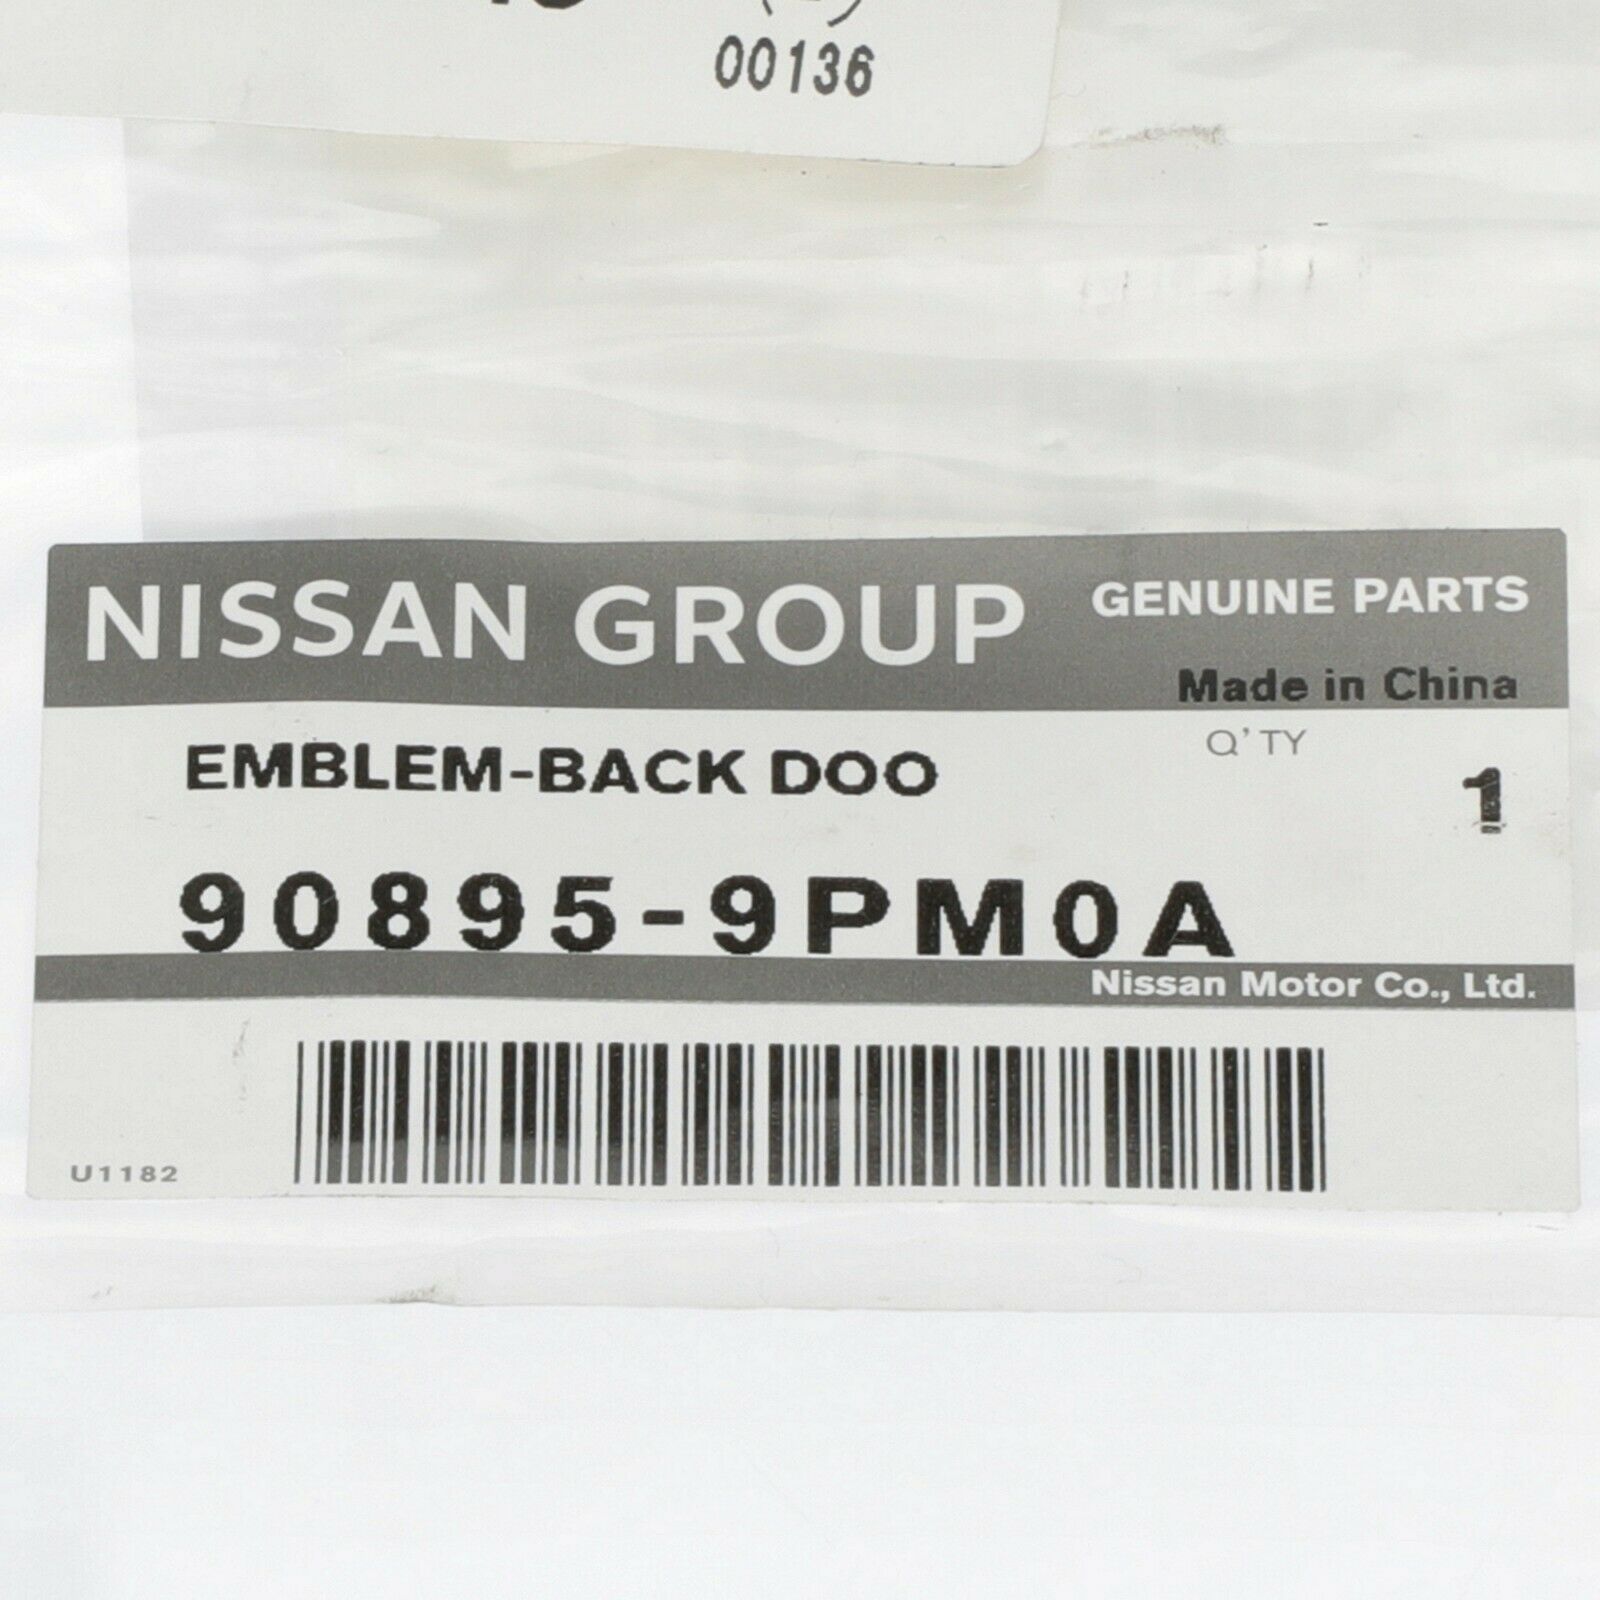 00136
NISSAN GROUP GENUINE PARTS
Made in China
EMBLEM-BACK DOO Q'TY 1
90895-9PM0A
Nissan Motor Co., Ltd.
U1182